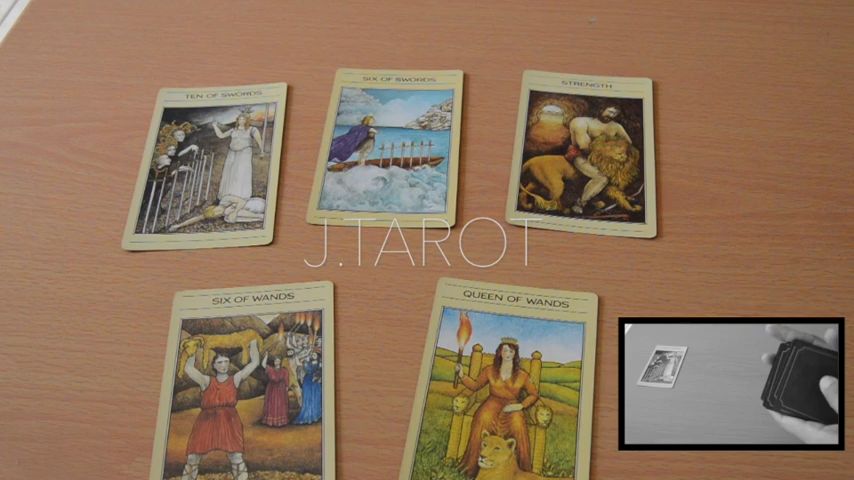 TEN OF SWORDS
SIX OF SWORDS
STRENGTH
J.TAROT
SIX OF WANDS
QUEEN OF WANDS